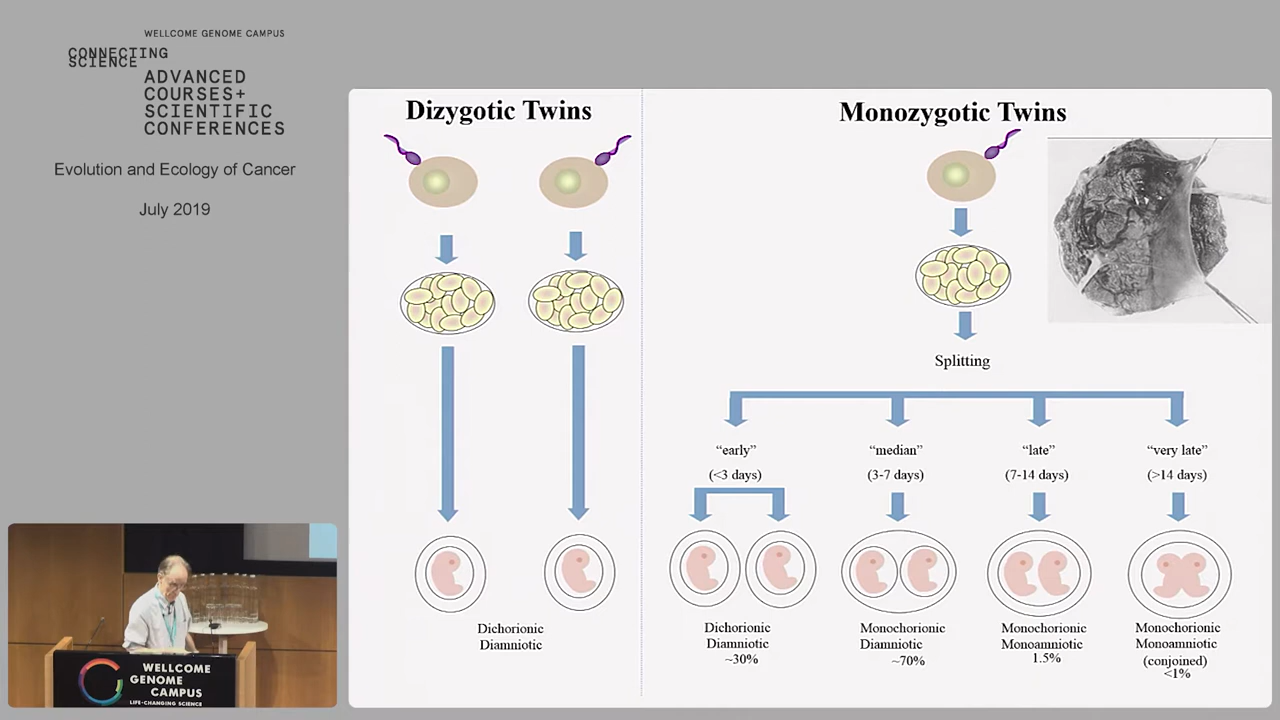 WELLCOME GENOME CAMPUS
CONNECTING
SCIENCE
ADVANCED
COURSES+
SCIENTIFIC
CONFERENCES
Evolution and Ecology of Cancer
July 2019
Dizygotic Twins
Monozygotic Twins
Splitting
“early”
(<3 days)
“median”
(3-7 days)
“late”
(7-14 days)
“very late”
(>14 days)
Dichorionic
Diamniotic
Dichorionic
Diamniotic
~30%
Monochorionic
Diamniotic
~70%
Monochorionic
Monoamniotic
1.5%
Monochorionic
Monoamniotic
(conjoined)
<1%
WELLCOME
GENOME
CAMPUS
LIFE-CHANGING SCIENCE